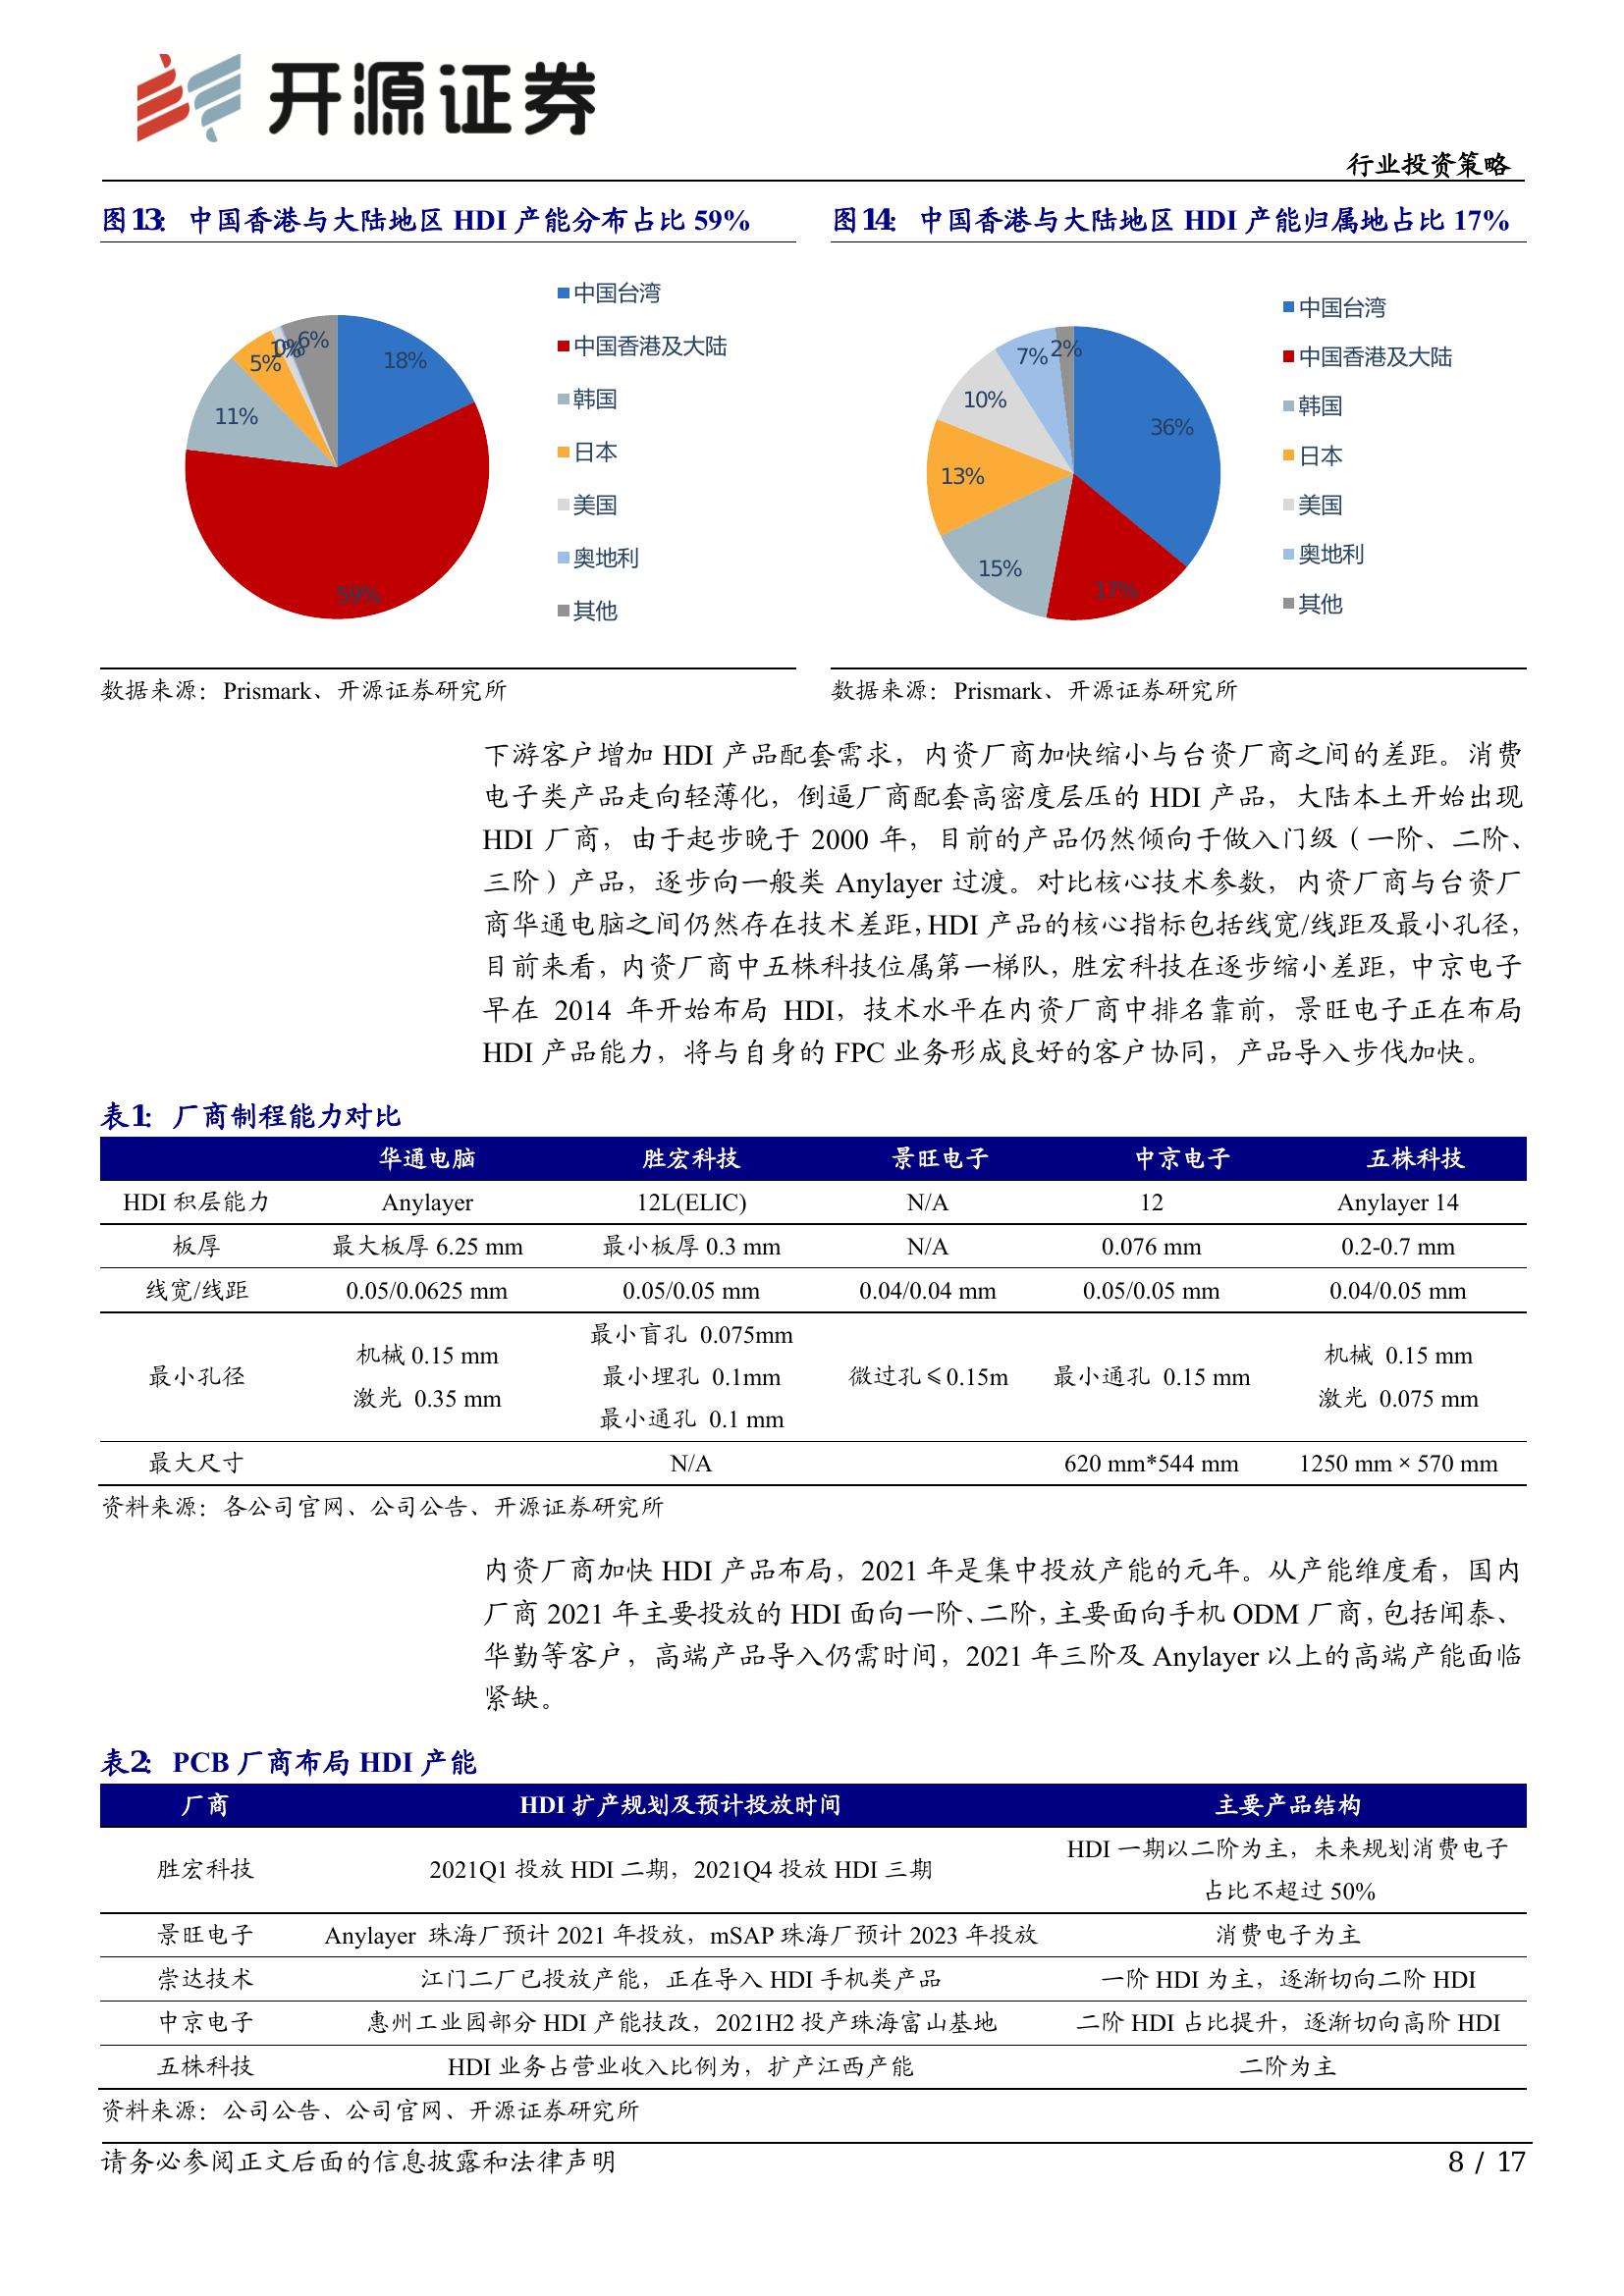 开源证券
行业投资策略
图13： 中国香港与大陆地区 HDI 产能分布占比 59%
图14： 中国香港与大陆地区 HDI 产能归属地占比 17%
18%
59%
11%
5%
1%
0%
6%
中国台湾
中国香港及大陆
韩国
日本
美国
奥地利
其他
36%
17%
15%
13%
10%
7%
2%
中国台湾
中国香港及大陆
韩国
日本
美国
奥地利
其他
数据来源：Prismark、开源证券研究所
数据来源：Prismark、开源证券研究所
下游客户增加 HDI 产品配套需求，内资厂商加快缩小与台资厂商之间的差距。消费
电子类产品走向轻薄化，倒逼厂商配套高密度层压的 HDI 产品，大陆本土开始出现
HDI 厂商，由于起步晚于 2000 年，目前的产品仍然倾向于做入门级（一阶、二阶、
三阶）产品，逐步向一般类 Anylayer 过渡。对比核心技术参数，内资厂商与台资厂
商华通电脑之间仍然存在技术差距，HDI 产品的核心指标包括线宽/线距及最小孔径，
目前来看，内资厂商中五株科技位属第一梯队，胜宏科技在逐步缩小差距，中京电子
早在 2014 年开始布局 HDI，技术水平在内资厂商中排名靠前，景旺电子正在布局
HDI 产品能力，将与自身的 FPC 业务形成良好的客户协同，产品导入步伐加快。
表1： 厂商制程能力对比
华通电脑 胜宏科技 景旺电子 中京电子 五株科技
HDI 积层能力 Anylayer 12L(ELIC) N/A 12 Anylayer 14
板厚 最大板厚 6.25 mm 最小板厚 0.3 mm N/A 0.076 mm 0.2-0.7 mm
线宽/线距 0.05/0.0625 mm 0.05/0.05 mm 0.04/0.04 mm 0.05/0.05 mm 0.04/0.05 mm
最小孔径 机械 0.15 mm 激光 0.35 mm 最小盲孔 0.075mm 最小埋孔 0.1mm 最小通孔 0.1 mm 微过孔≤0.15m 最小通孔 0.15 mm 机械 0.15 mm 激光 0.075 mm
最大尺寸 N/A 620 mm*544 mm 1250 mm × 570 mm
资料来源：各公司官网、公司公告、开源证券研究所
内资厂商加快 HDI 产品布局，2021 年是集中投放产能的元年。从产能维度看，国内
厂商 2021 年主要投放的 HDI 面向一阶、二阶，主要面向手机 ODM 厂商，包括闻泰、
华勤等客户，高端产品导入仍需时间，2021 年三阶及 Anylayer 以上的高端产能面临
紧缺。
表2： PCB 厂商布局 HDI 产能
厂商 HDI 扩产规划及预计投放时间 主要产品结构
胜宏科技 2021Q1 投放 HDI 二期，2021Q4 投放 HDI 三期 HDI 一期以二阶为主，未来规划消费电子
占比不超过 50%
景旺电子 Anylayer 珠海厂预计 2021 年投放，mSAP 珠海厂预计 2023 年投放 消费电子为主
崇达技术 江门二厂已投放产能，正在导入 HDI 手机类产品 一阶 HDI 为主，逐渐切向二阶 HDI
中京电子 惠州工业园部分 HDI 产能技改，2021H2 投产珠海富山基地 二阶 HDI 占比提升，逐渐切向高阶 HDI
五株科技 HDI 业务占营业收入比例为，扩产江西产能 二阶为主
资料来源：公司公告、公司官网、开源证券研究所
请务必参阅正文后面的信息披露和法律声明
8 / 17